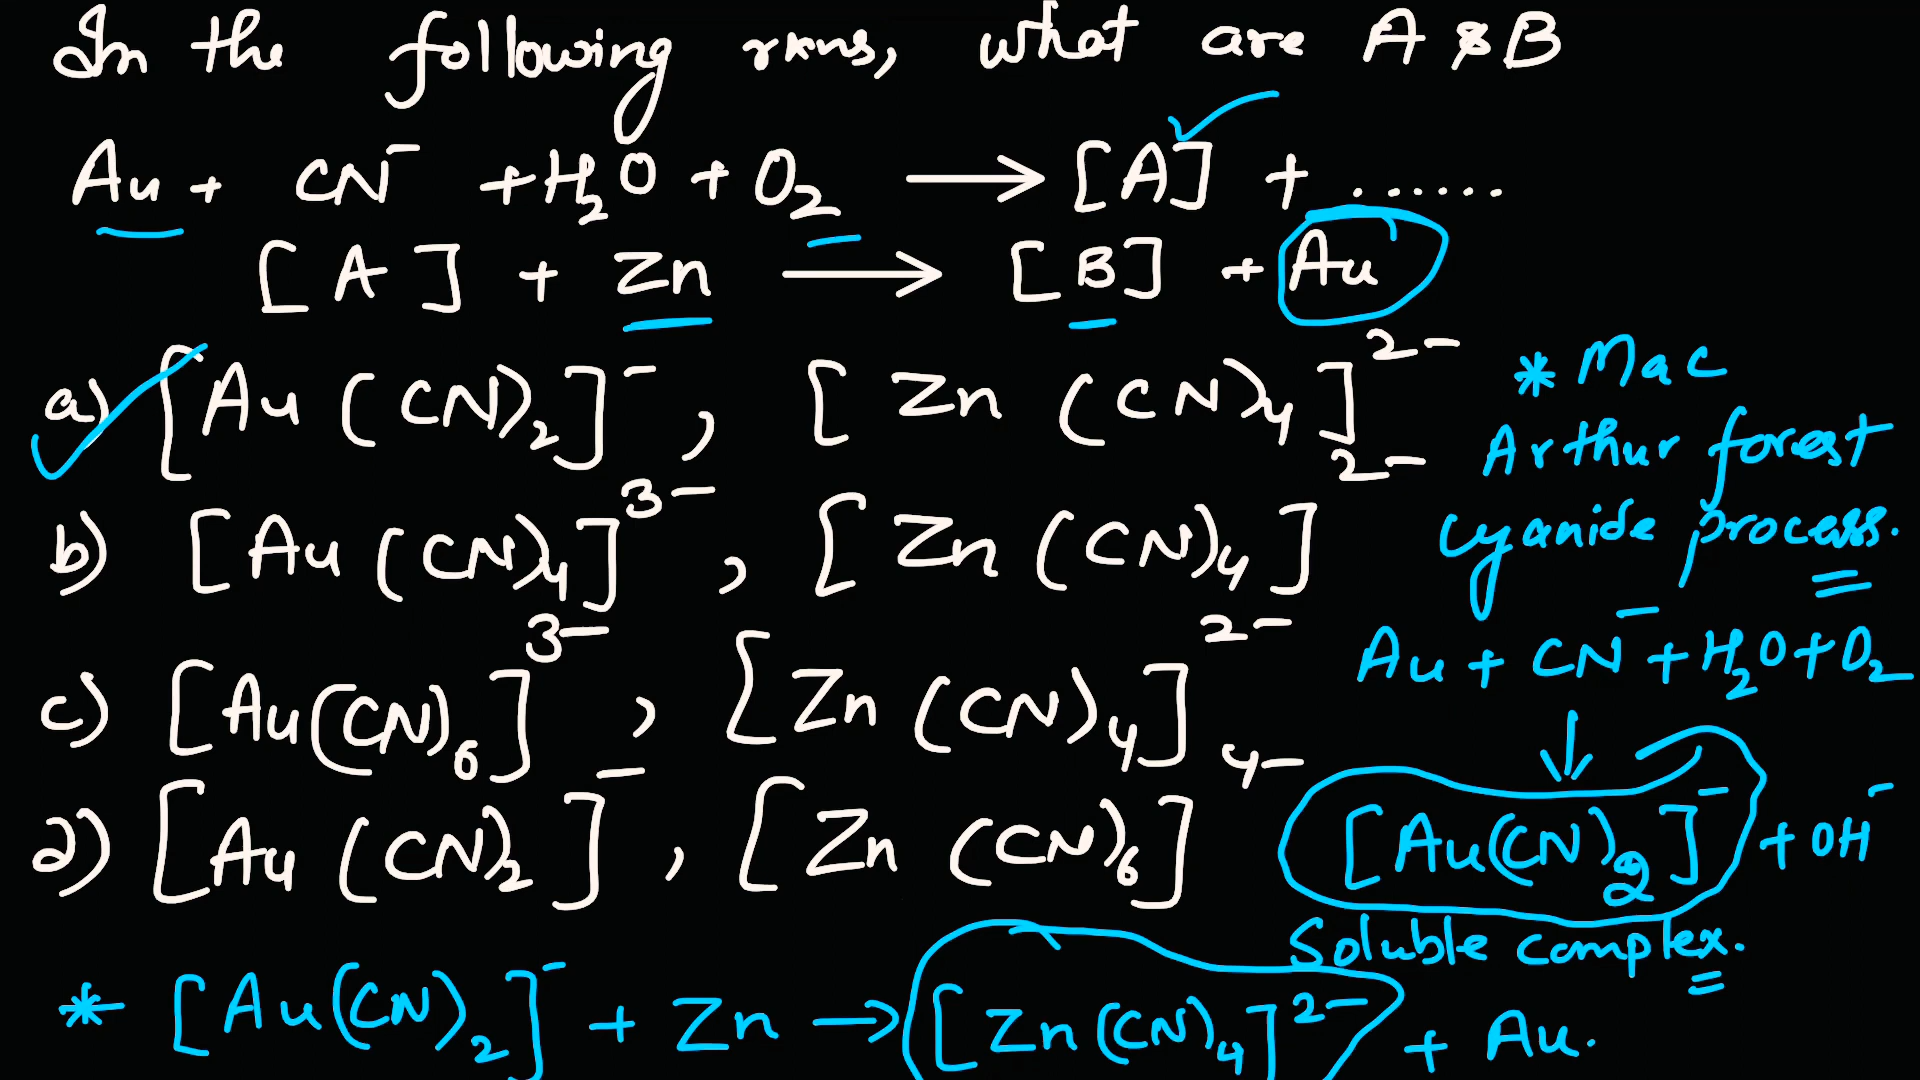 In the following rxns, what are A & B
Au + CN⁻ + H₂O + O₂ → [A] + ......
[A] + Zn → [B] + Au
a) [Au(CN)₂]⁻, [Zn(CN)₄]²⁻
b) [Au(CN)₄]³⁻, [Zn(CN)₄]²⁻
c) [Au(CN)₆]³⁻, [Zn(CN)₄]²⁻
d) [Au(CN)₂]⁻, [Zn(CN)₆]⁴⁻
* [Au(CN)₂]⁻ + Zn → [Zn(CN)₄]²⁻ + Au.
* Mac
Arthur forest
cyanide process.
Au + CN⁻ + H₂O + O₂
↓
[Au(CN)₂]⁻ + OH⁻
Soluble complex.